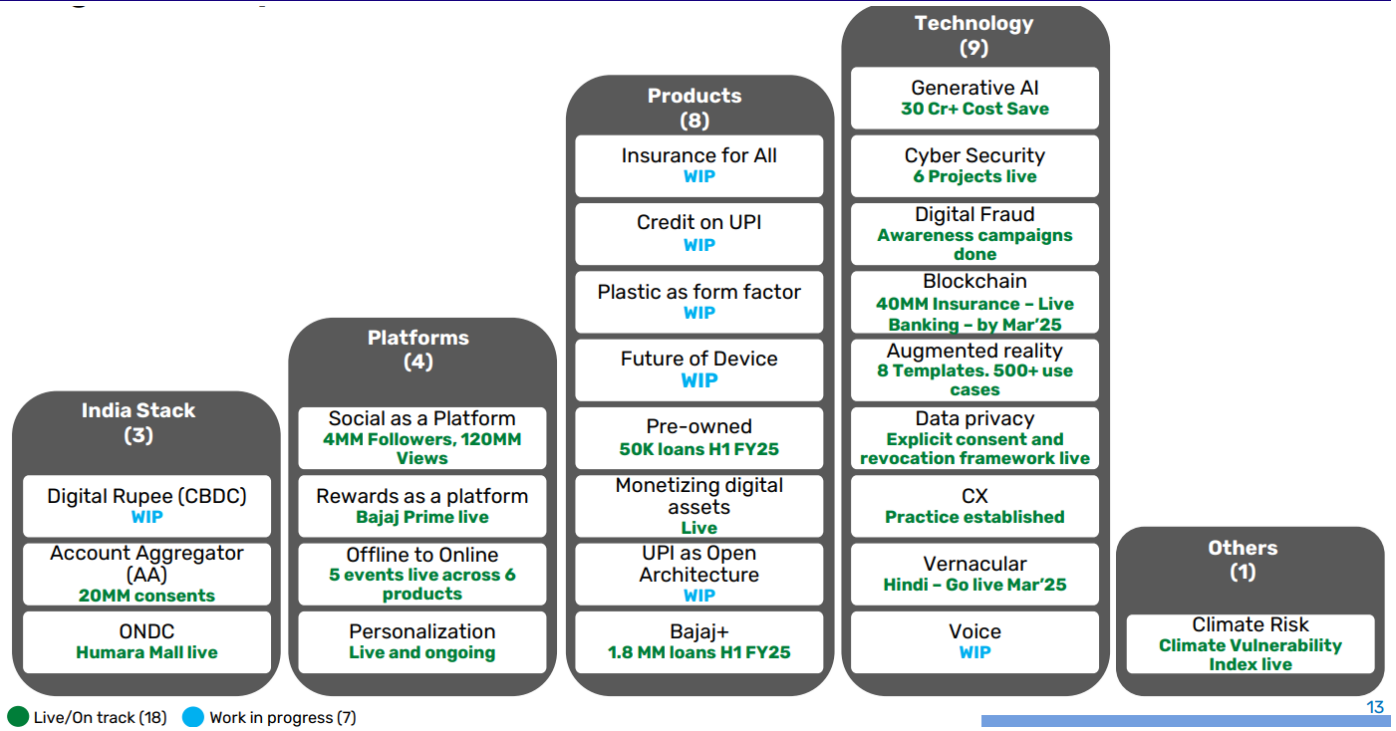 India Stack
(3)
Digital Rupee (CBDC)
WIP
Account Aggregator
(AA)
20MM consents
ONDC
Humara Mall live
Platforms
(4)
Social as a Platform
4MM Followers, 120MM
Views
Rewards as a platform
Bajaj Prime live
Offline to Online
5 events live across 6
products
Personalization
Live and ongoing
Products
(8)
Insurance for All
WIP
Credit on UPI
WIP
Plastic as form factor
WIP
Future of Device
WIP
Pre-owned
50K loans H1 FY25
Monetizing digital
assets
Live
UPI as Open
Architecture
WIP
Bajaj+
1.8 MM loans H1 FY25
Technology
(9)
Generative AI
30 Cr+ Cost Save
Cyber Security
6 Projects live
Digital Fraud
Awareness campaigns
done
Blockchain
40MM Insurance – Live
Banking – by Mar’25
Augmented reality
8 Templates. 500+ use
cases
Data privacy
Explicit consent and
revocation framework live
CX
Practice established
Vernacular
Hindi – Go live Mar’25
Voice
WIP
Others
(1)
Climate Risk
Climate Vulnerability
Index live
Live/On track (18)
Work in progress (7)
13